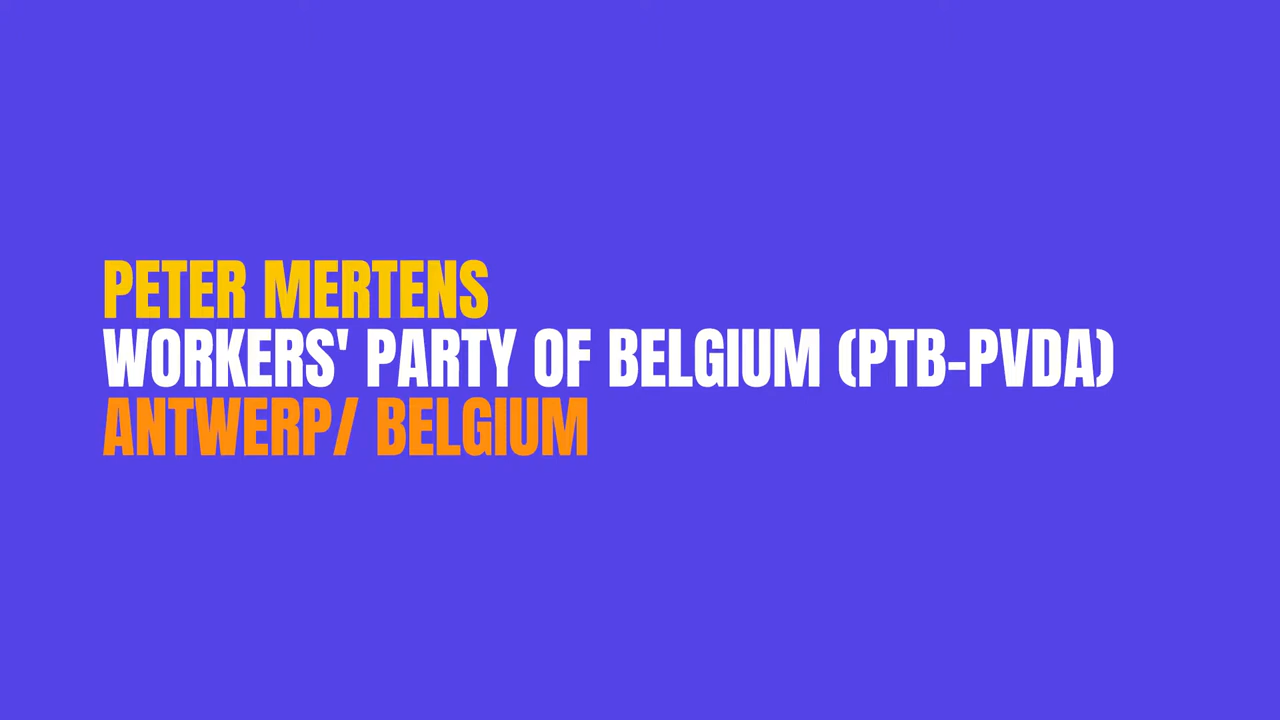 PETER MERTENS
WORKERS' PARTY OF BELGIUM (PTB-PVDA)
ANTWERP/ BELGIUM